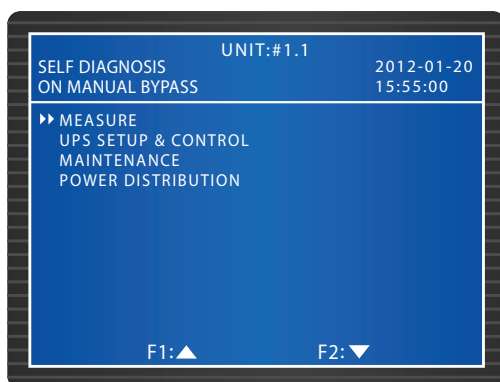 UNIT:#1.1
SELF DIAGNOSIS 2012-01-20
ON MANUAL BYPASS 15:55:00
MEASURE
UPS SETUP & CONTROL
MAINTENANCE
POWER DISTRIBUTION
F1:▲ F2:▼